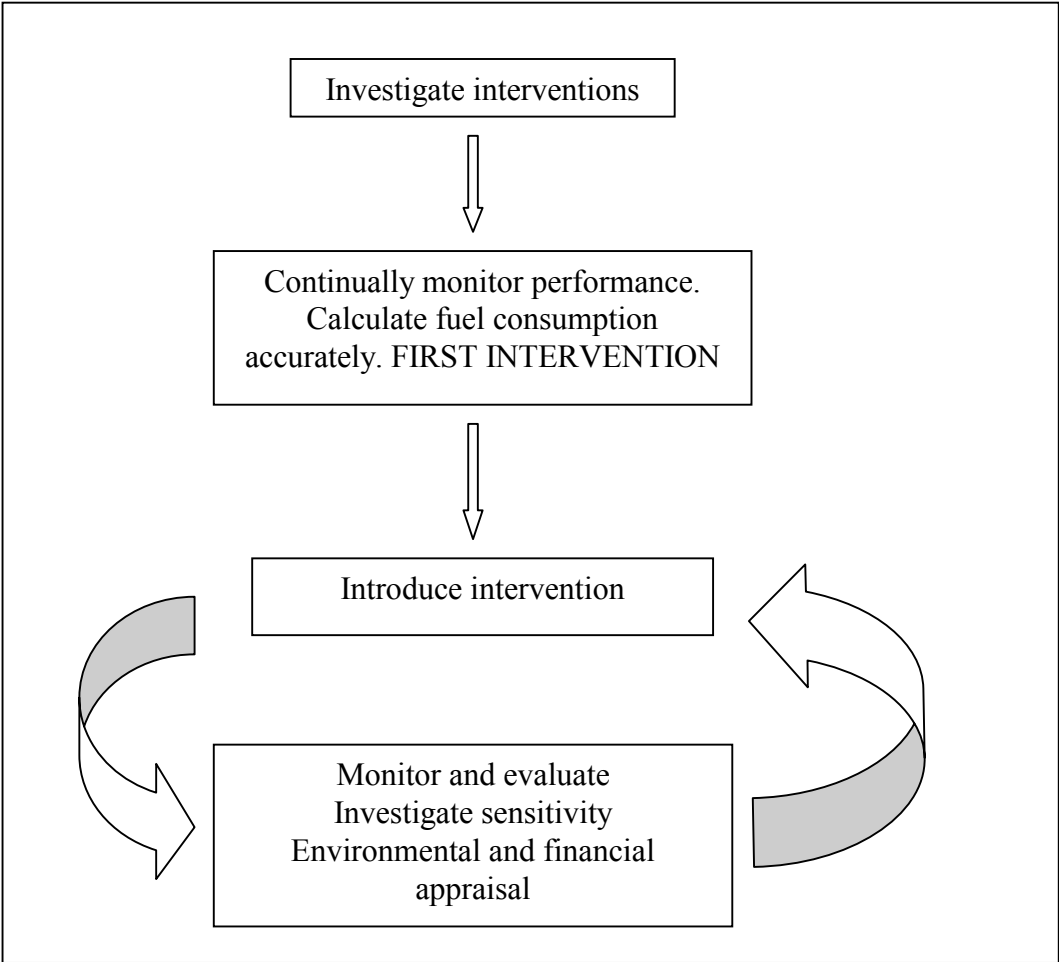 Investigate interventions
Continually monitor performance.
Calculate fuel consumption
accurately. FIRST INTERVENTION
Introduce intervention
Monitor and evaluate
Investigate sensitivity
Environmental and financial
appraisal